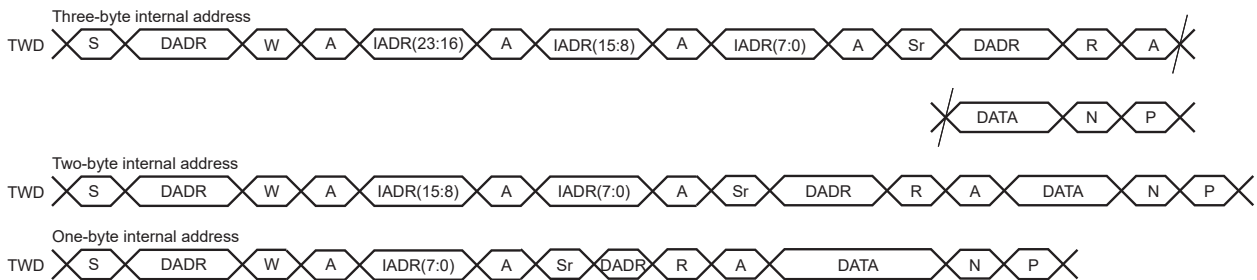 Three-byte internal address
TWD S DADR W A IADR(23:16) A IADR(15:8) A IADR(7:0) A Sr DADR R A
DATA N P
Two-byte internal address
TWD S DADR W A IADR(15:8) A IADR(7:0) A Sr DADR R A DATA N P
One-byte internal address
TWD S DADR W A IADR(7:0) A Sr DADR R A DATA N P